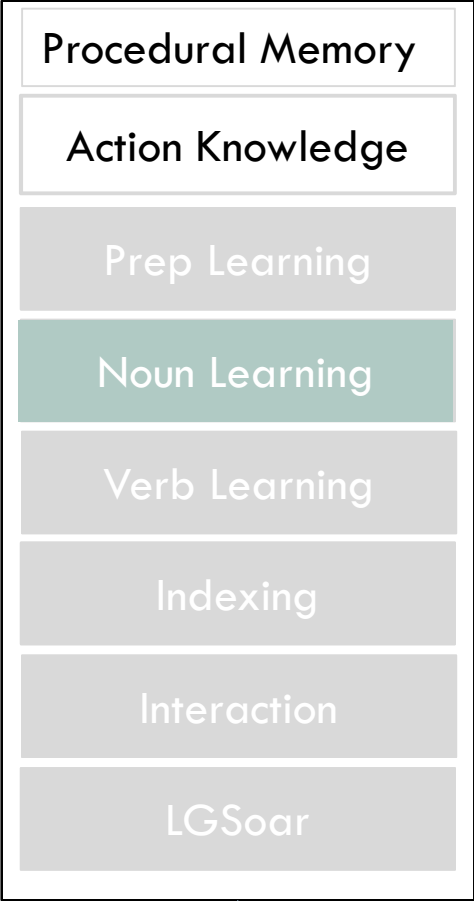 Procedural Memory
Action Knowledge
Prep Learning
Noun Learning
Verb Learning
Indexing
Interaction
LGSoar